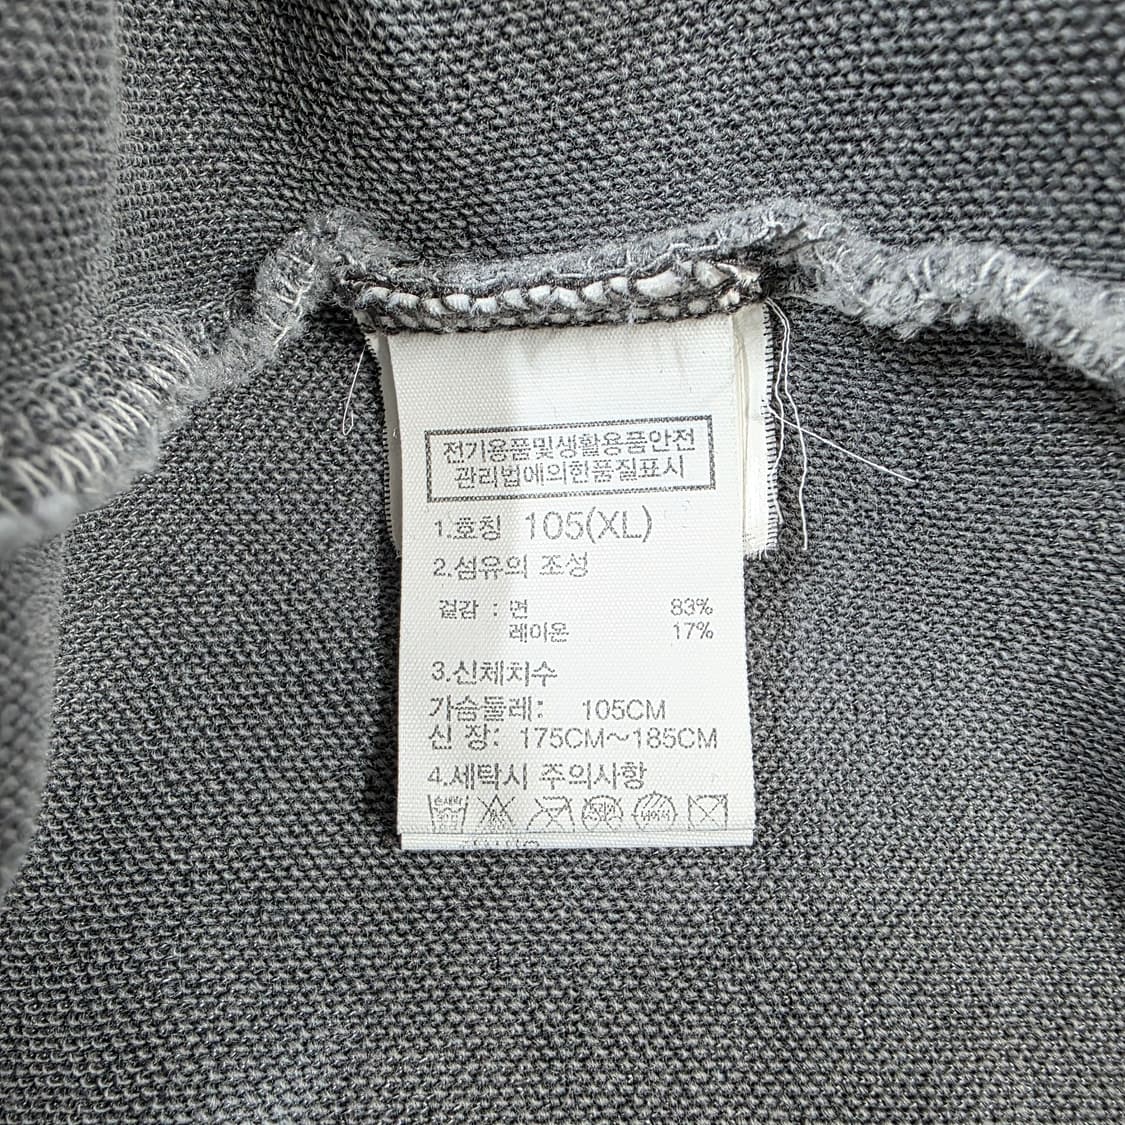 전기용품및생활용품안전
관리법에의한품질표시
1.호칭 105(XL)
2.섬유의 조성
겉감 : 면 83%
레이온 17%
3.신체치수
가슴둘레: 105CM
신 장: 175CM~185CM
4.세탁시 주의사항